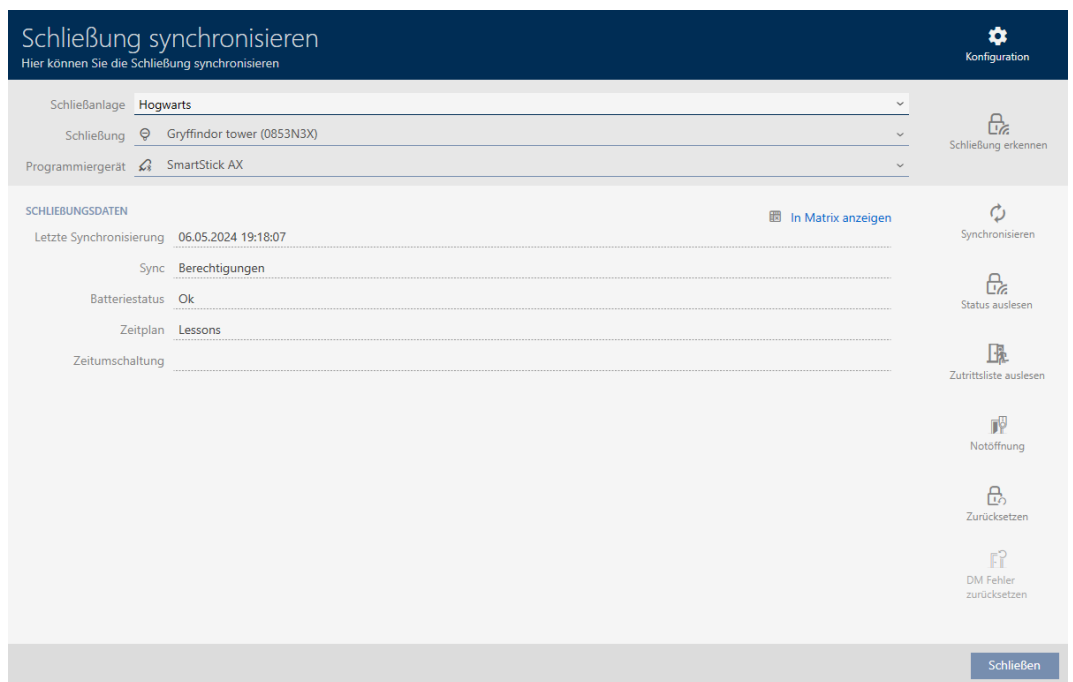 Schließung synchronisieren
Hier können Sie die Schließung synchronisieren
Konfiguration
Schließanlage Hogwarts
Schließung Gryffindor tower (0853N3X)
Programmiergerät SmartStick AX
Schließung erkennen
SCHLIEßUNGSDATEN
In Matrix anzeigen
Letzte Synchronisierung 06.05.2024 19:18:07
Sync Berechtigungen
Batteriestatus Ok
Zeitplan Lessons
Zeitumschaltung
Synchronisieren
Status auslesen
Zutrittsliste auslesen
Notöffnung
Zurücksetzen
DM Fehler
zurücksetzen
Schließen